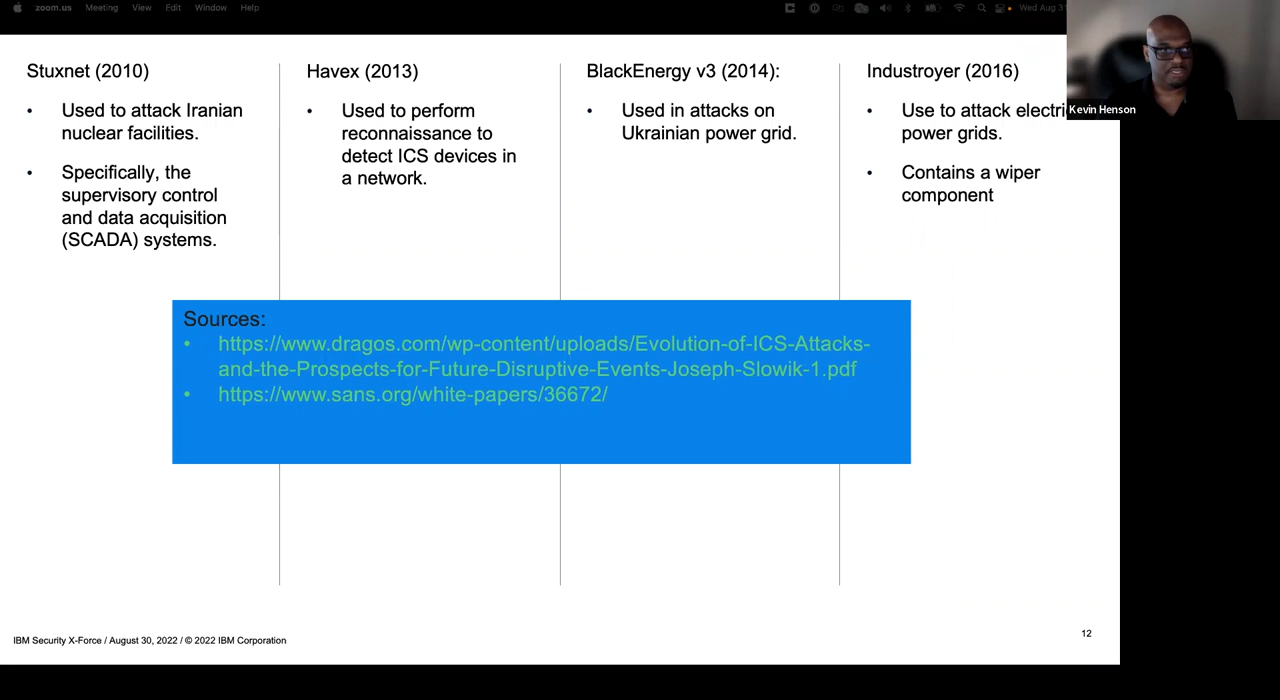 zoom.us Meeting View Edit Window Help
Wed Aug 31
Kevin Henson
Stuxnet (2010)
• Used to attack Iranian
nuclear facilities.
• Specifically, the
supervisory control
and data acquisition
(SCADA) systems.
Havex (2013)
• Used to perform
reconnaissance to
detect ICS devices in
a network.
BlackEnergy v3 (2014):
• Used in attacks on
Ukrainian power grid.
Industroyer (2016)
• Use to attack electri
power grids.
• Contains a wiper
component
Sources:
• https://www.dragos.com/wp-content/uploads/Evolution-of-ICS-Attacks-
and-the-Prospects-for-Future-Disruptive-Events-Joseph-Slowik-1.pdf
• https://www.sans.org/white-papers/36672/
IBM Security X-Force / August 30, 2022 / © 2022 IBM Corporation
12